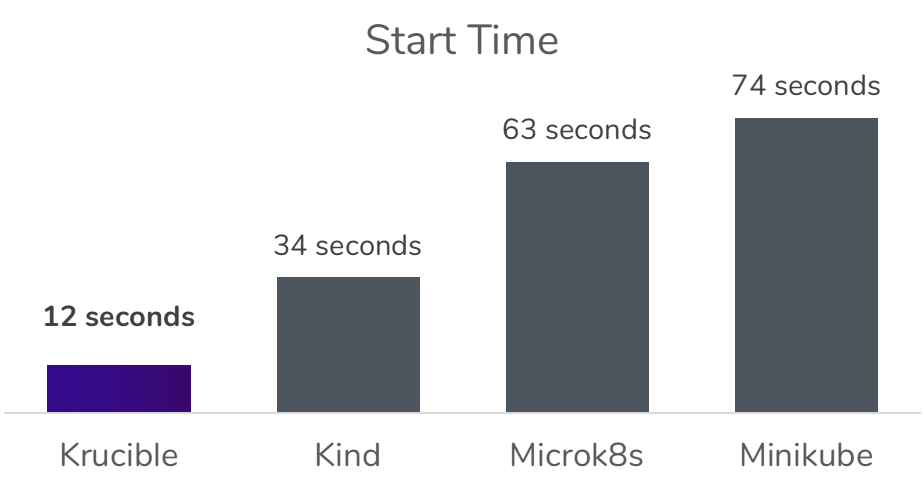 Start Time
12 seconds
34 seconds
63 seconds
74 seconds
Krucible
Kind
Microk8s
Minikube